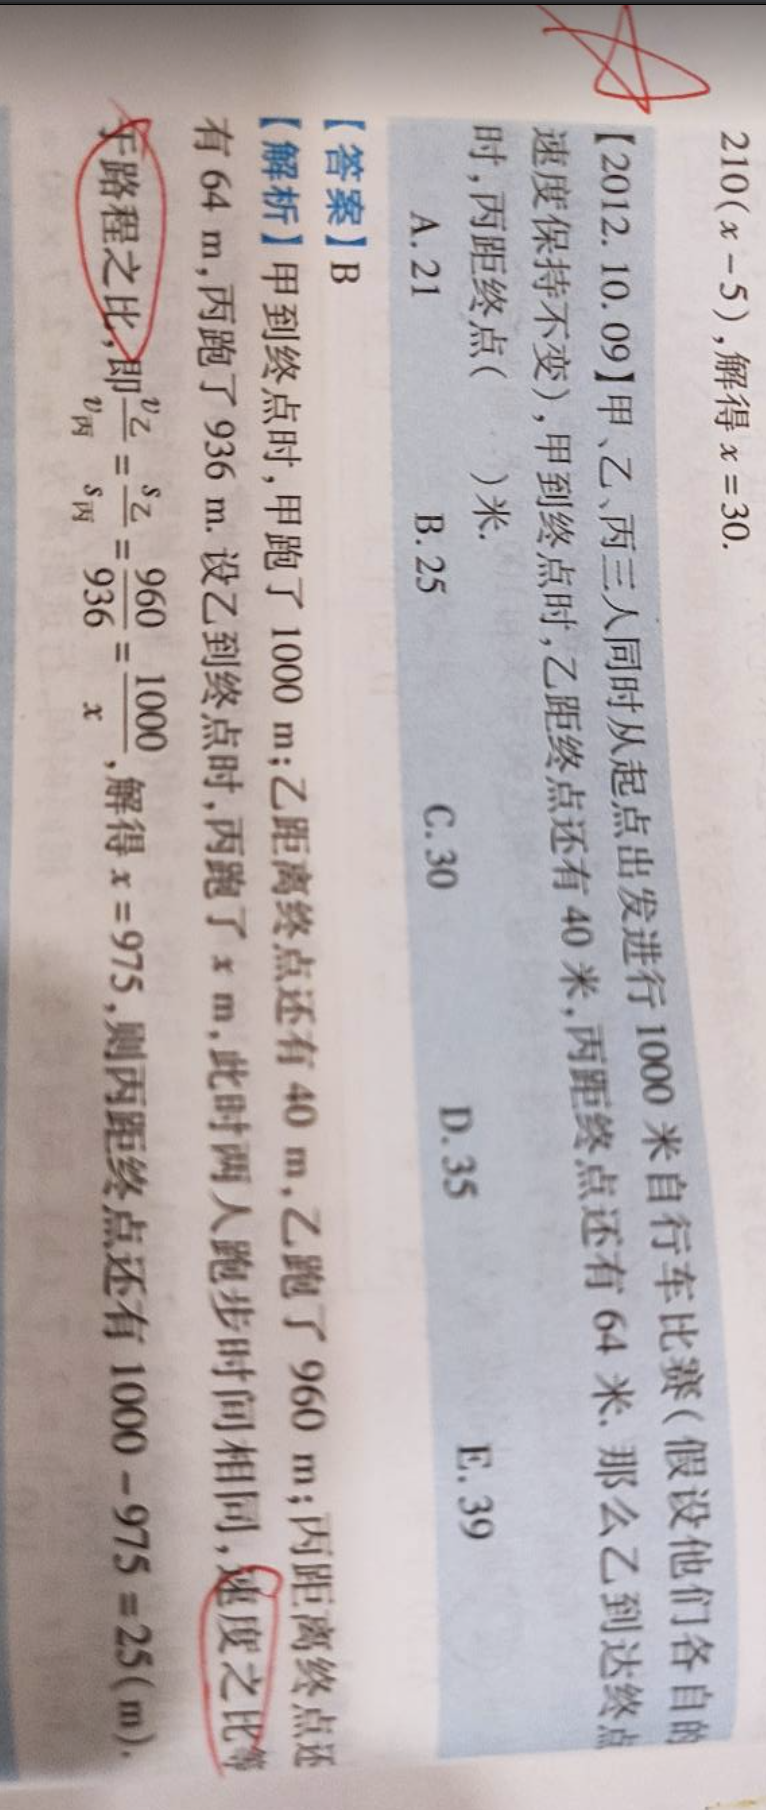 210(x-5),解得 x=30.
【2012.10.09】甲、乙、丙三人同时从起点出发进行 1000 米自行车比赛(假设他们各自的
速度保持不变),甲到终点时,乙距终点还有 40 米,丙距终点还有 64 米. 那么乙到达终点
时,丙距终点( )米.
A. 21 B. 25 C. 30 D. 35 E. 39
【答案】B
【解析】甲到终点时,甲跑了 1000 m;乙距离终点还有 40 m,乙跑了 960 m;丙距离终点还
有 64 m,丙跑了 936 m. 设乙到终点时,丙跑了 x m,此时两人跑步时间相同,速度之比等
于路程之比,即v乙/v丙=s乙/s丙=960/936=1000/x,解得 x=975,则丙距终点还有 1000-975=25(m).